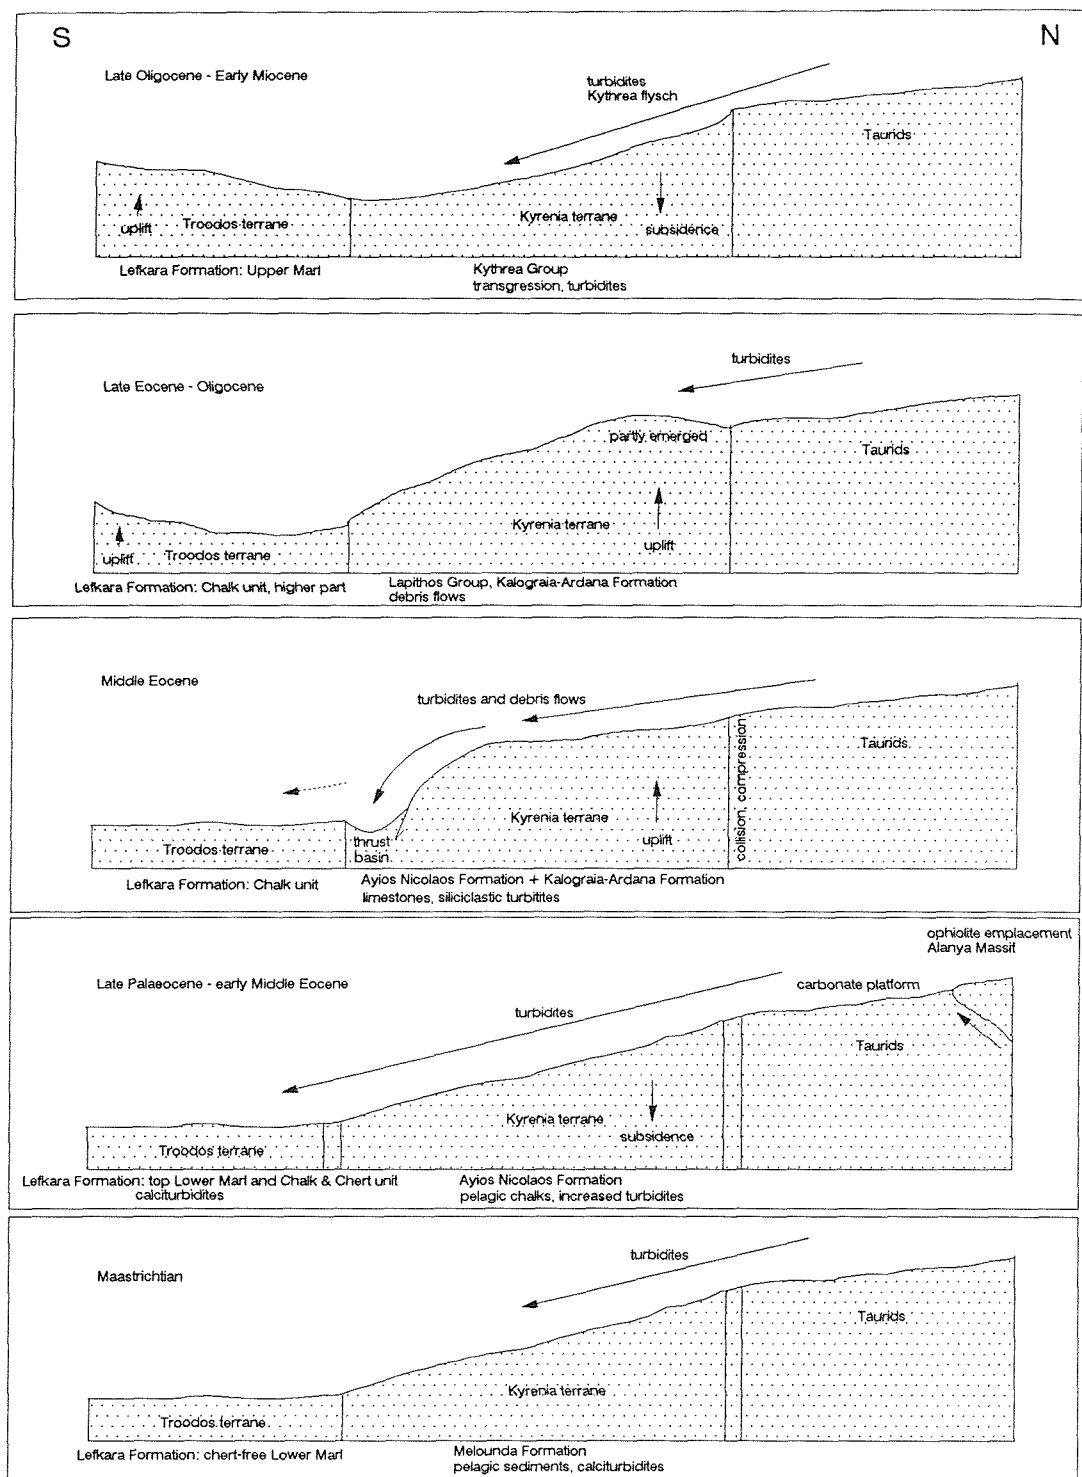 S
N
Late Oligocene - Early Miocene
turbidites
Kythrea flysch
Taurids
uplift
Troodos terrane
Kyrenia terrane
subsidence
Lefkara Formation: Upper Marl
Kythrea Group
transgression, turbidites
turbidites
Late Eocene - Oligocene
partly emerged
Taurids
Kyrenia terrane
uplift
Troodos terrane
uplift
Lefkara Formation: Chalk unit, higher part
Lapithos Group, Kalograia-Ardana Formation
debris flows
Middle Eocene
turbidites and debris flows
Taurids
collision, compression
Kyrenia terrane
uplift
Troodos terrane
thrust
basin
Lefkara Formation: Chalk unit
Ayios Nicolaos Formation + Kalograia-Ardana Formation
limestones, siliciclastic turbitites
ophiolite emplacement
Alanya Massif
Late Palaeocene - early Middle Eocene
carbonate platform
turbidites
Taurids
Kyrenia terrane
subsidence
Troodos terrane
Lefkara Formation: top Lower Marl and Chalk & Chert unit
calciturbidites
Ayios Nicolaos Formation
pelagic chalks, increased turbidites
turbidites
Maastrichtian
Taurids
Kyrenia terrane
Troodos terrane
Lefkara Formation: chert-free Lower Marl
Melounda Formation
pelagic sediments, calciturbidites